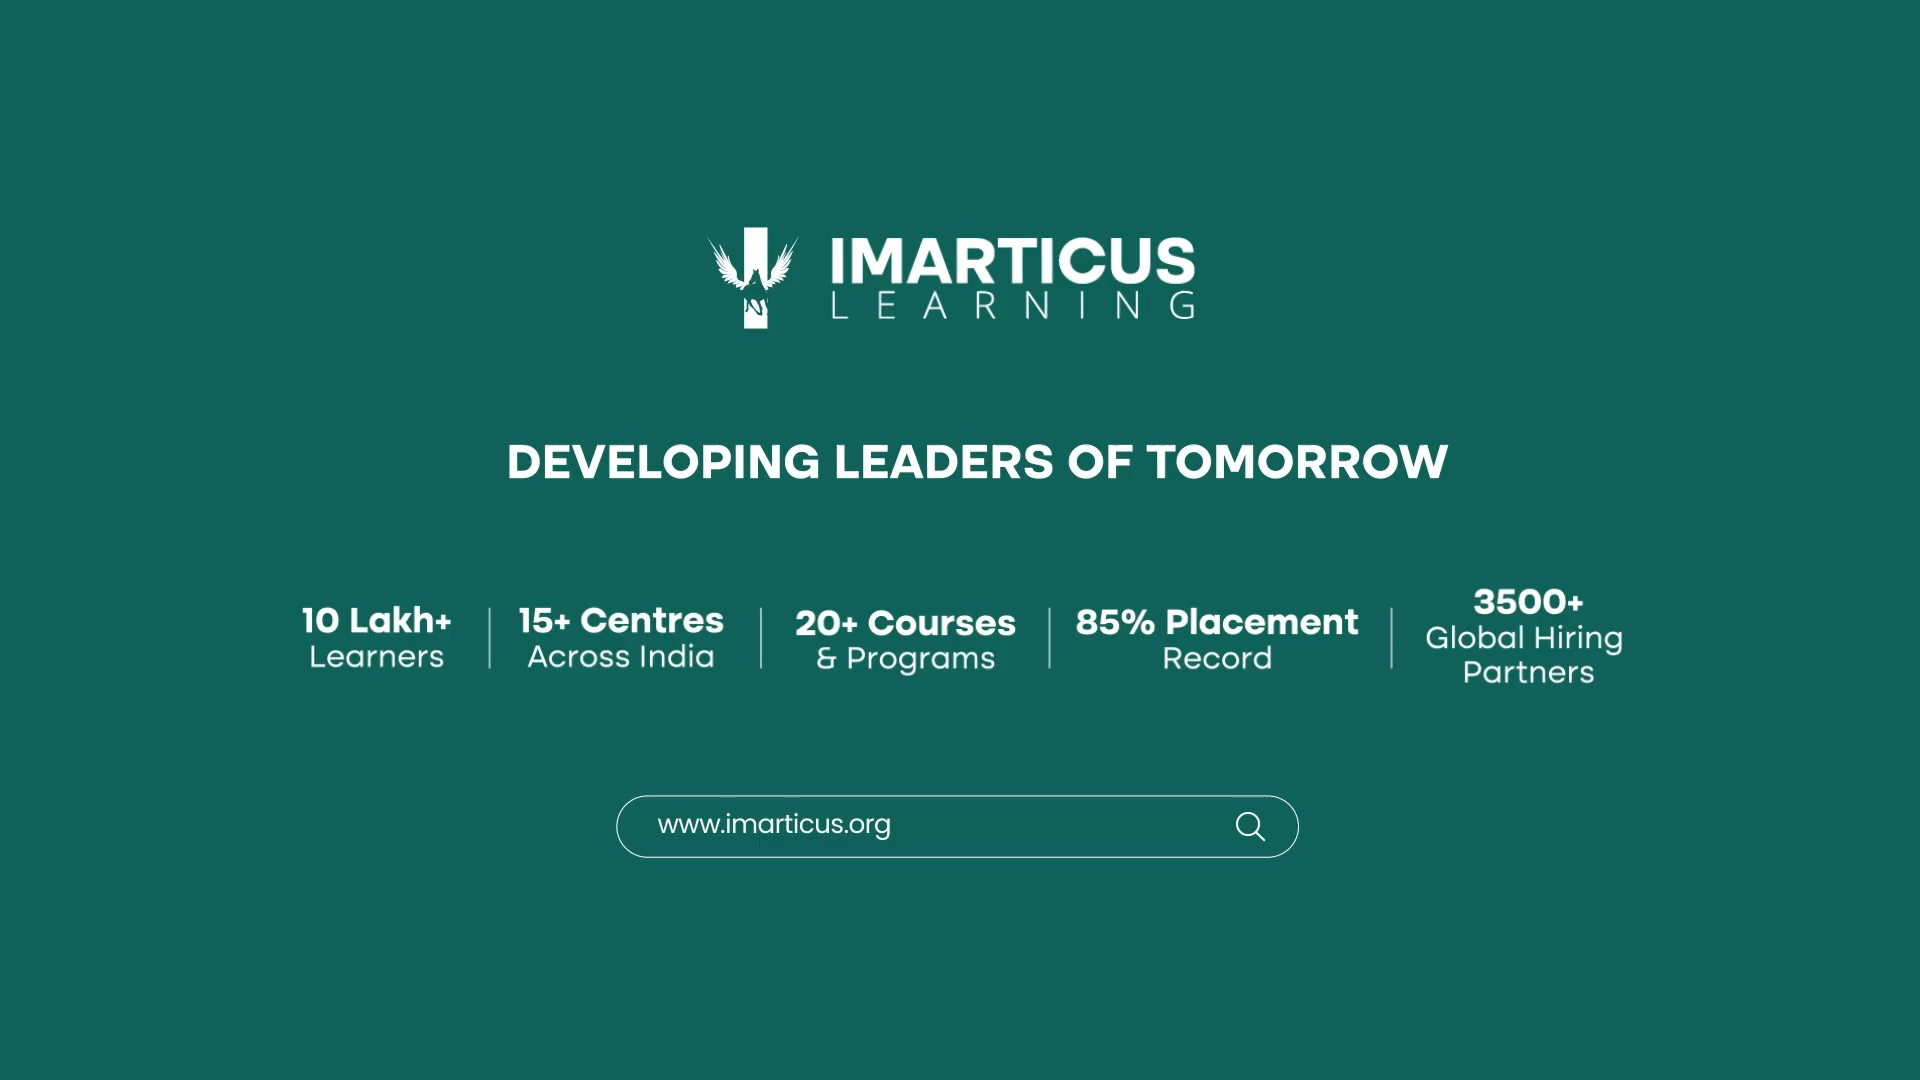 IMARTICUS
LEARNING
DEVELOPING LEADERS OF TOMORROW
10 Lakh+
Learners
15+ Centres
Across India
20+ Courses
& Programs
85% Placement
Record
3500+
Global Hiring
Partners
www.imarticus.org